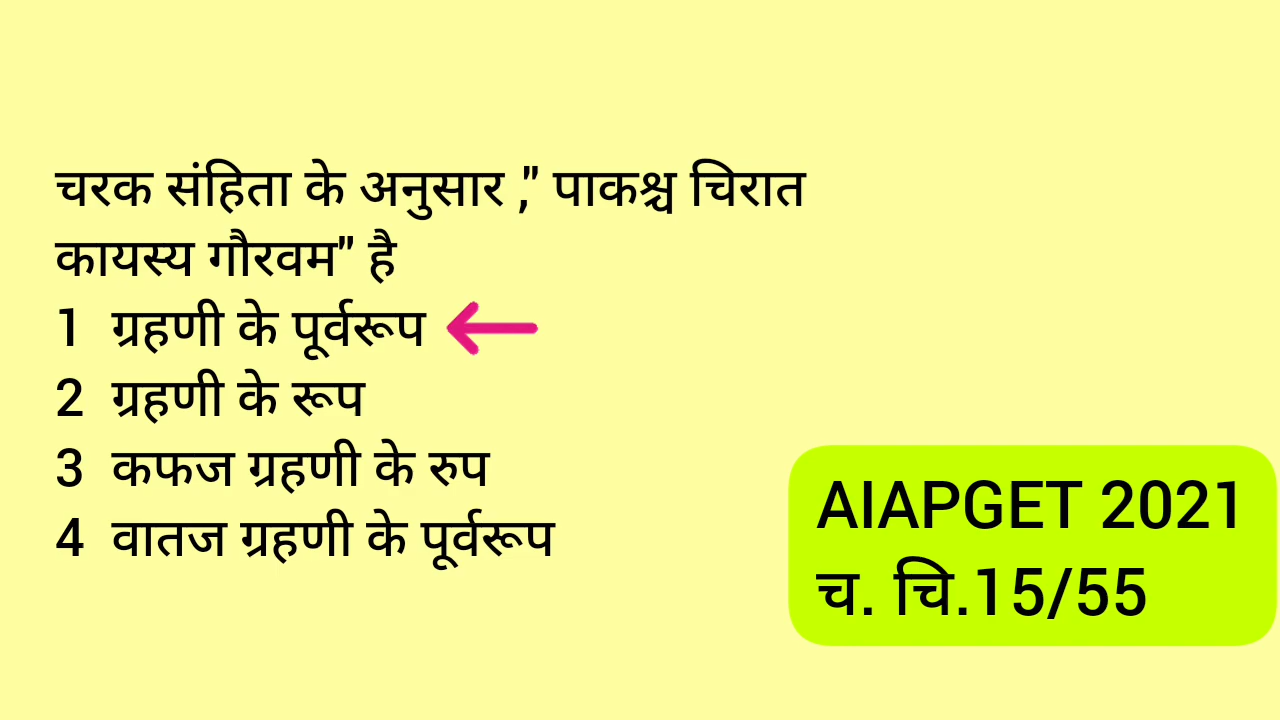 चरक संहिता के अनुसार ," पाकश्च चिरात
कायस्य गौरवम" है
1 ग्रहणी के पूर्वरूप
2 ग्रहणी के रूप
3 कफज ग्रहणी के रुप
4 वातज ग्रहणी के पूर्वरूप
AIAPGET 2021
च. चि.15/55